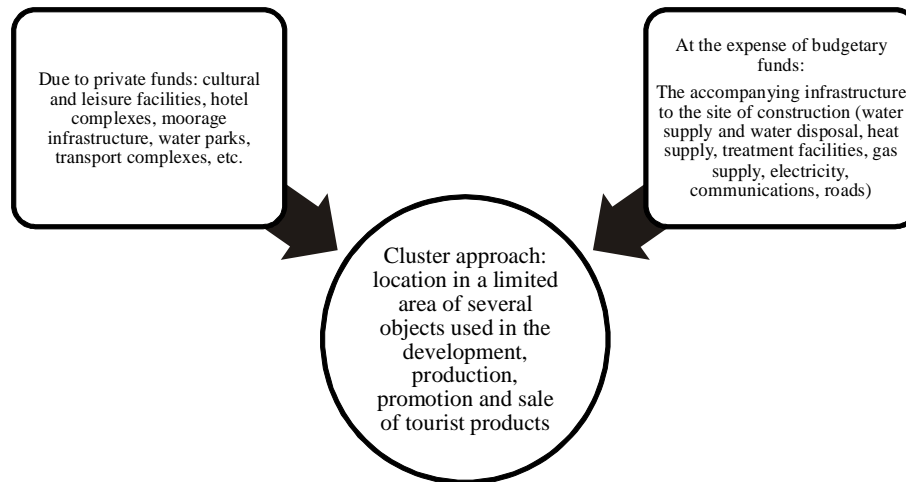 Due to private funds: cultural
and leisure facilities, hotel
complexes, moorage
infrastructure, water parks,
transport complexes, etc.
At the expense of budgetary
funds:
The accompanying infrastructure
to the site of construction (water
supply and water disposal, heat
supply, treatment facilities, gas
supply, electricity,
communications, roads)
Cluster approach:
location in a limited
area of several
objects used in the
development,
production,
promotion and sale
of tourist products